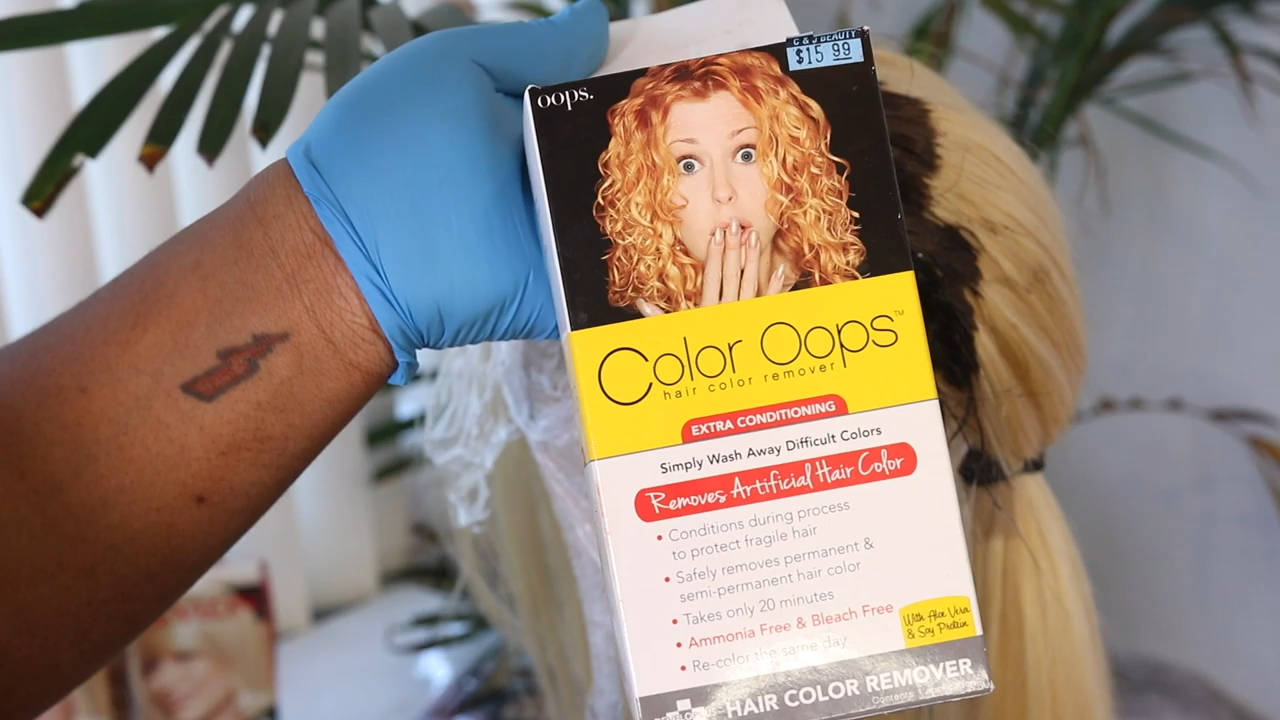 C & J BEAUTY
$15 99
oops.
Color Oops™
hair color remover
EXTRA CONDITIONING
Simply Wash Away Difficult Colors
Removes Artificial Hair Color
• Conditions during process
to protect fragile hair
• Safely removes permanent &
semi-permanent hair color
• Takes only 20 minutes
• Ammonia Free & Bleach Free
• Re-color the same day
With Aloe Vera
& Soy Protein
HAIR COLOR REMOVER